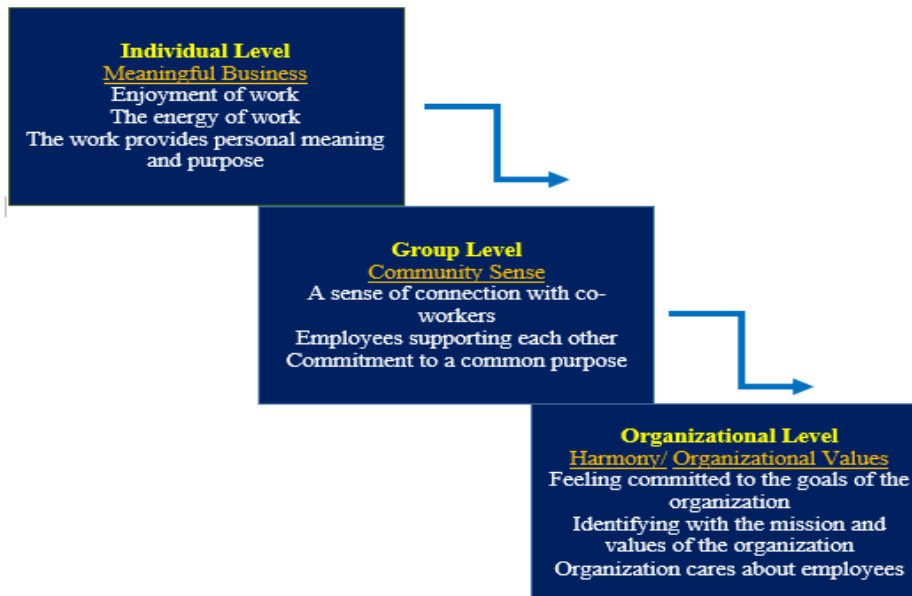 Individual Level
Meaningful Business
Enjoyment of work
The energy of work
The work provides personal meaning
and purpose
Group Level
Community Sense
A sense of connection with co-
workers
Employees supporting each other
Commitment to a common purpose
Organizational Level
Harmony/ Organizational Values
Feeling committed to the goals of the
organization
Identifying with the mission and
values of the organization
Organization cares about employees